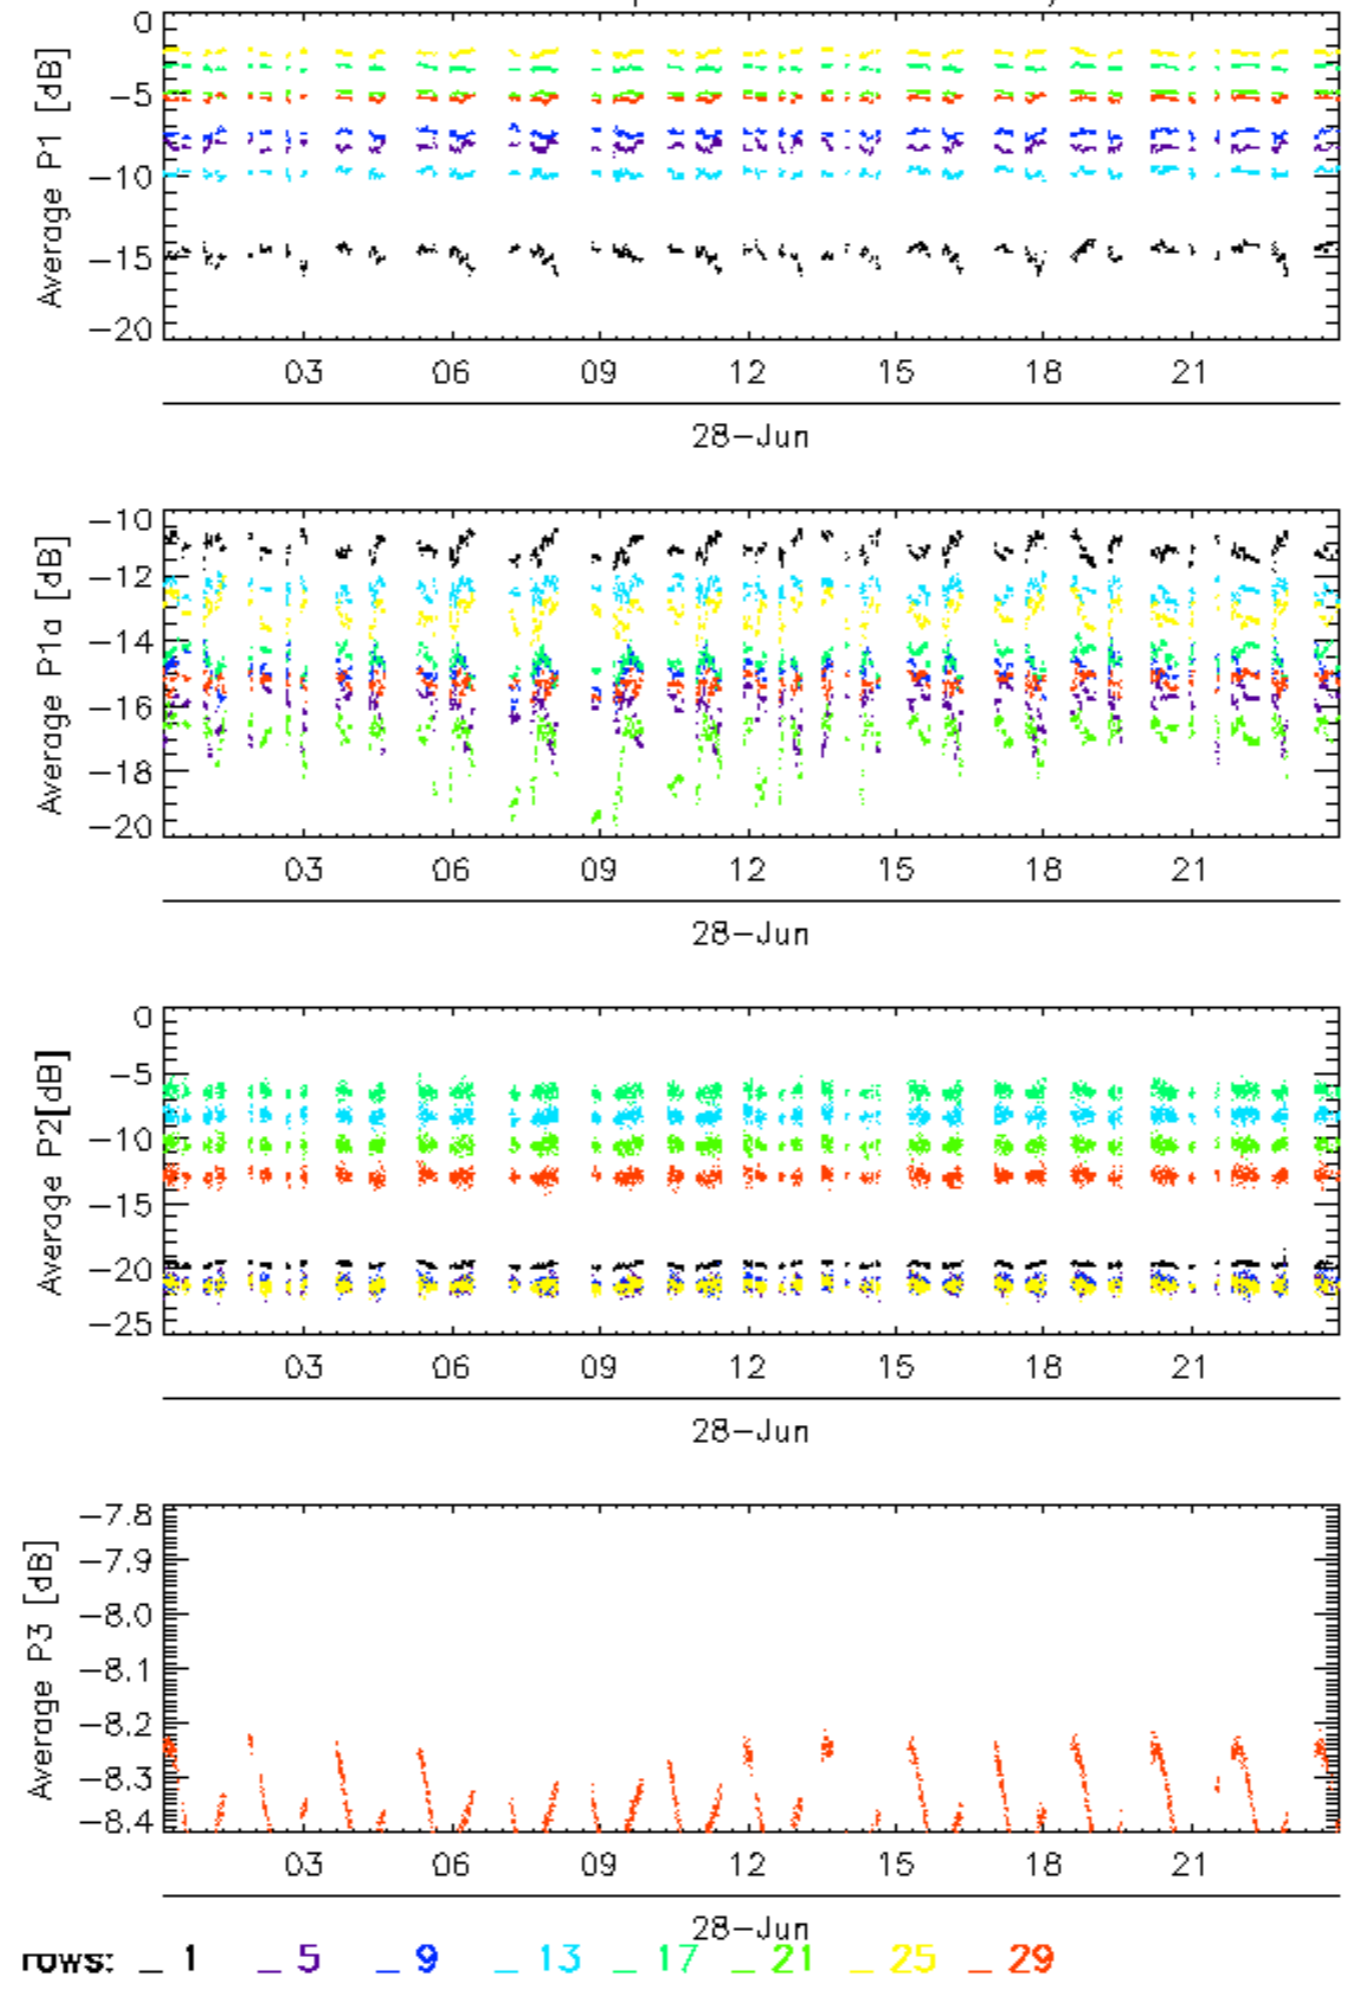 0
−5
−10
−15
−20
Average P1 [dB]
03 06 09 12 15 18 21
28−Jun
−10
−12
−14
−16
−18
−20
Average P1a [dB]
03 06 09 12 15 18 21
28−Jun
0
−5
−10
−15
−20
−25
Average P2[dB]
03 06 09 12 15 18 21
28−Jun
−7.8
−7.9
−8.0
−8.1
−8.2
−8.3
−8.4
Average P3 [dB]
03 06 09 12 15 18 21
28−Jun
rows: _ 1 _ 5 _ 9 _ 13 _ 17 _ 21 _ 25 _ 29